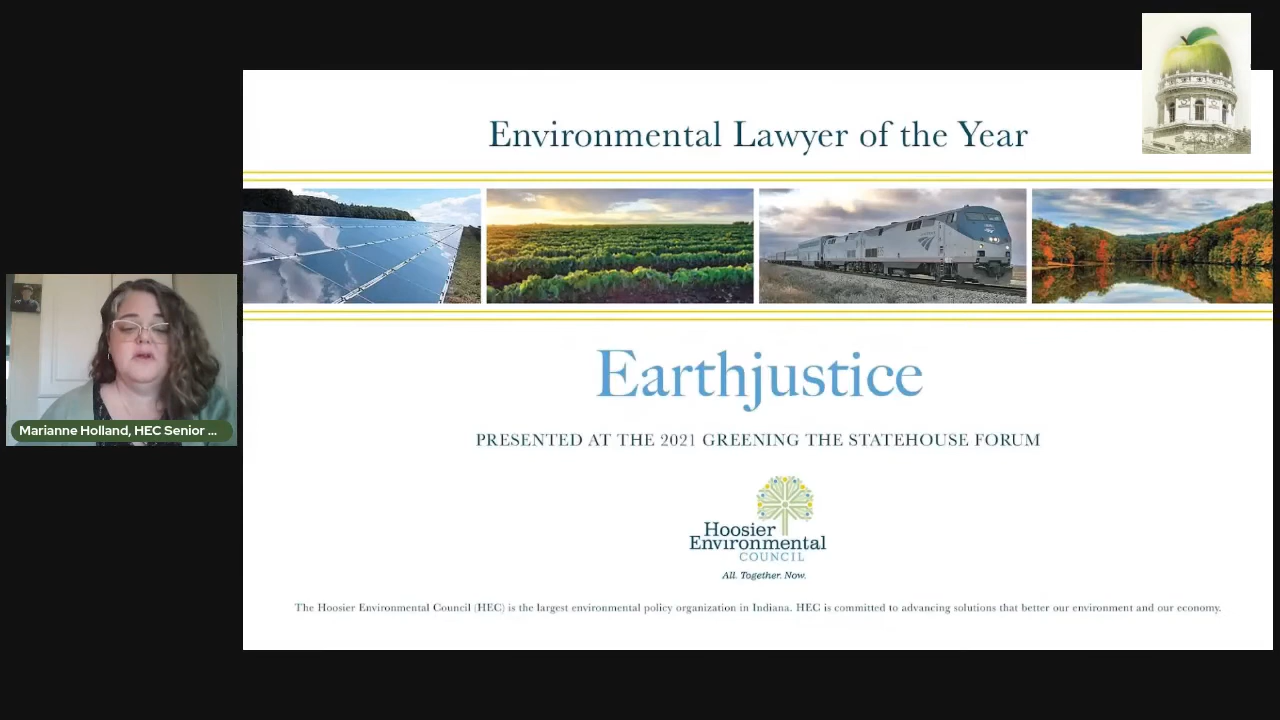 Environmental Lawyer of the Year
Earthjustice
PRESENTED AT THE 2021 GREENING THE STATEHOUSE FORUM
Hoosier
Environmental
COUNCIL
All. Together. Now.
The Hoosier Environmental Council (HEC) is the largest environmental policy organization in Indiana. HEC is committed to advancing solutions that better our environment and our economy.
Marianne Holland, HEC Senior ...